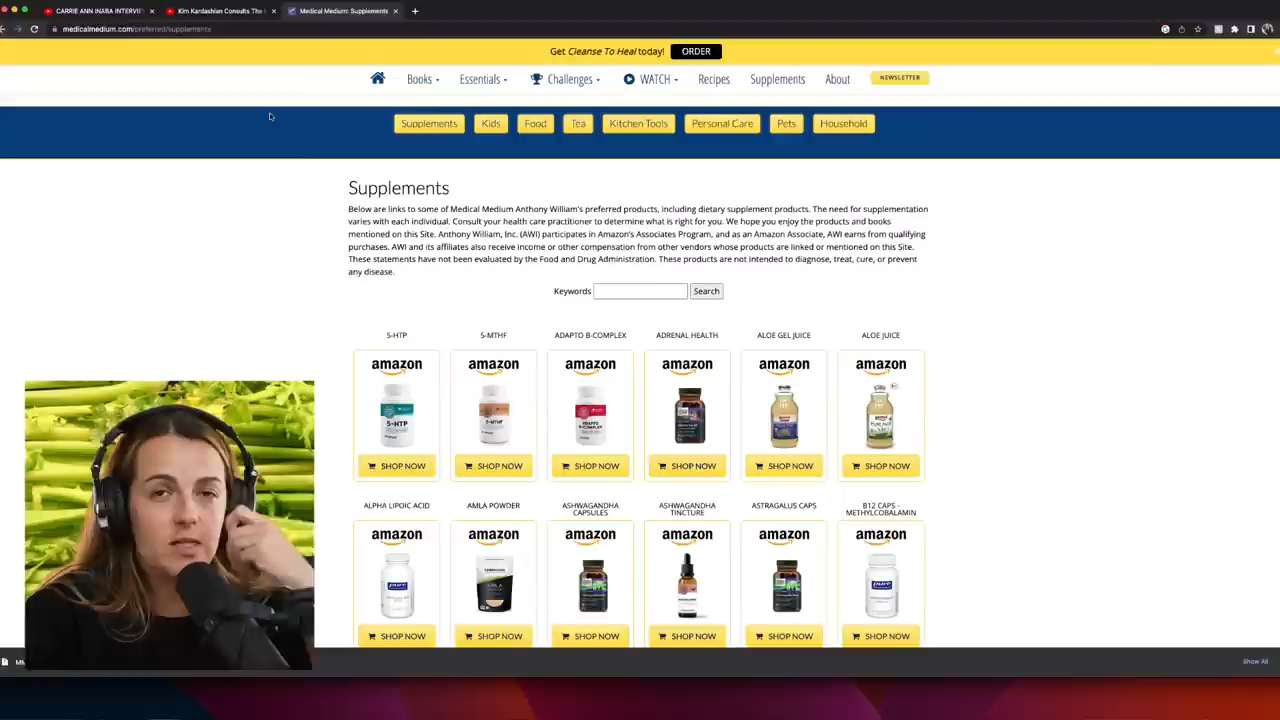 CARRIE ANN INABA INTERVI
Kim Kardashian Consults The
Medical Medium: Supplements
medicalmedium.com/preferred/supplements
Get Cleanse To Heal today! ORDER
Books Essentials Challenges WATCH Recipes Supplements About NEWSLETTER
Supplements Kids Food Tea Kitchen Tools Personal Care Pets Household
Supplements
Below are links to some of Medical Medium Anthony William's preferred products, including dietary supplement products. The need for supplementation
varies with each individual. Consult your health care practitioner to determine what is right for you. We hope you enjoy the products and books
mentioned on this Site. Anthony William, Inc. (AWI) participates in Amazon's Associates Program, and as an Amazon Associate, AWI earns from qualifying
purchases. AWI and its affiliates also receive income or other compensation from other vendors whose products are linked or mentioned on this Site.
These statements have not been evaluated by the Food and Drug Administration. These products are not intended to diagnose, treat, cure, or prevent
any disease.
Keywords Search
5-HTP 5-MTHF ADAPTO B-COMPLEX ADRENAL HEALTH ALOE GEL JUICE ALOE JUICE
amazon amazon amazon amazon amazon amazon
5-HTP 5-MTHF ADAPTO B-COMPLEX
SHOP NOW SHOP NOW SHOP NOW SHOP NOW SHOP NOW SHOP NOW
ALPHA LIPOIC ACID AMLA POWDER ASHWAGANDHA CAPSULES ASHWAGANDHA TINCTURE ASTRAGALUS CAPS B12 CAPS - METHYLCOBALAMIN
amazon amazon amazon amazon amazon amazon
pure AMLA pure
SHOP NOW SHOP NOW SHOP NOW SHOP NOW SHOP NOW SHOP NOW
Show All